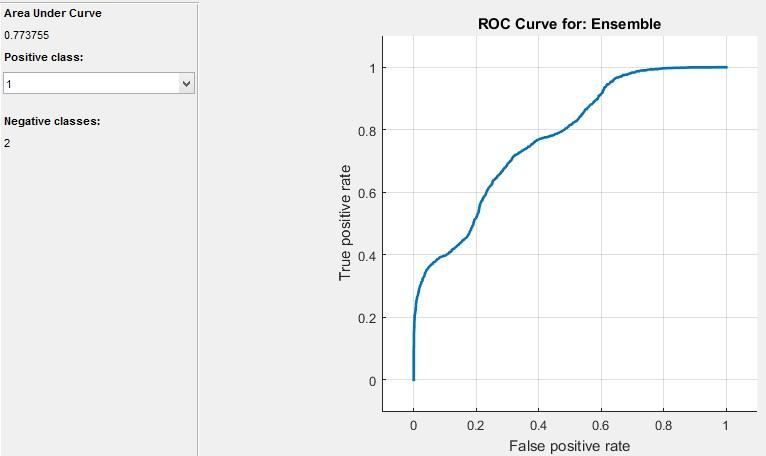 Area Under Curve
0.773755
Positive class:
1
Negative classes:
2
ROC Curve for: Ensemble
True positive rate
1
0.8
0.6
0.4
0.2
0
0 0.2 0.4 0.6 0.8 1
False positive rate